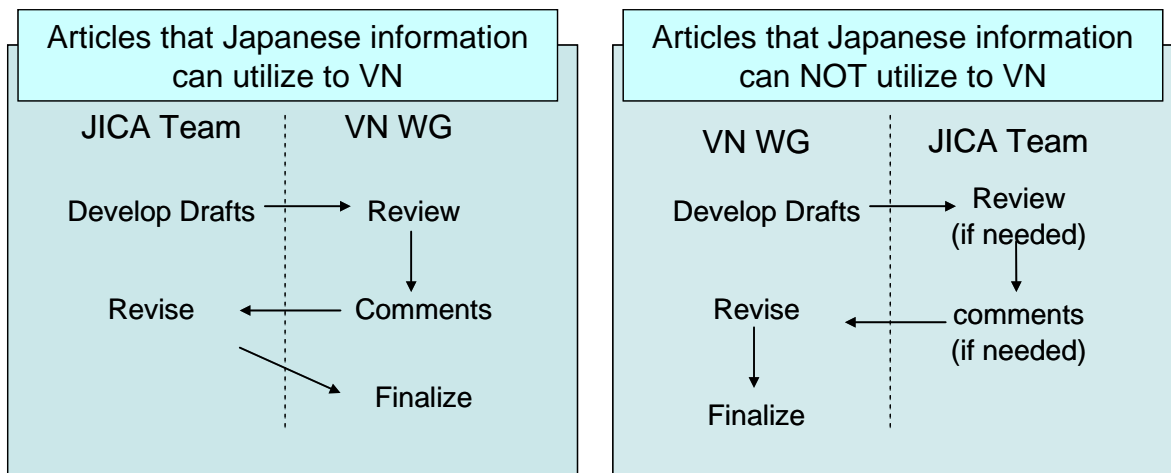 Articles that Japanese information
can utilize to VN
JICA Team
VN WG
Develop Drafts
Review
Revise
Comments
Finalize
Articles that Japanese information
can NOT utilize to VN
VN WG
JICA Team
Develop Drafts
Review
(if needed)
Revise
comments
(if needed)
Finalize